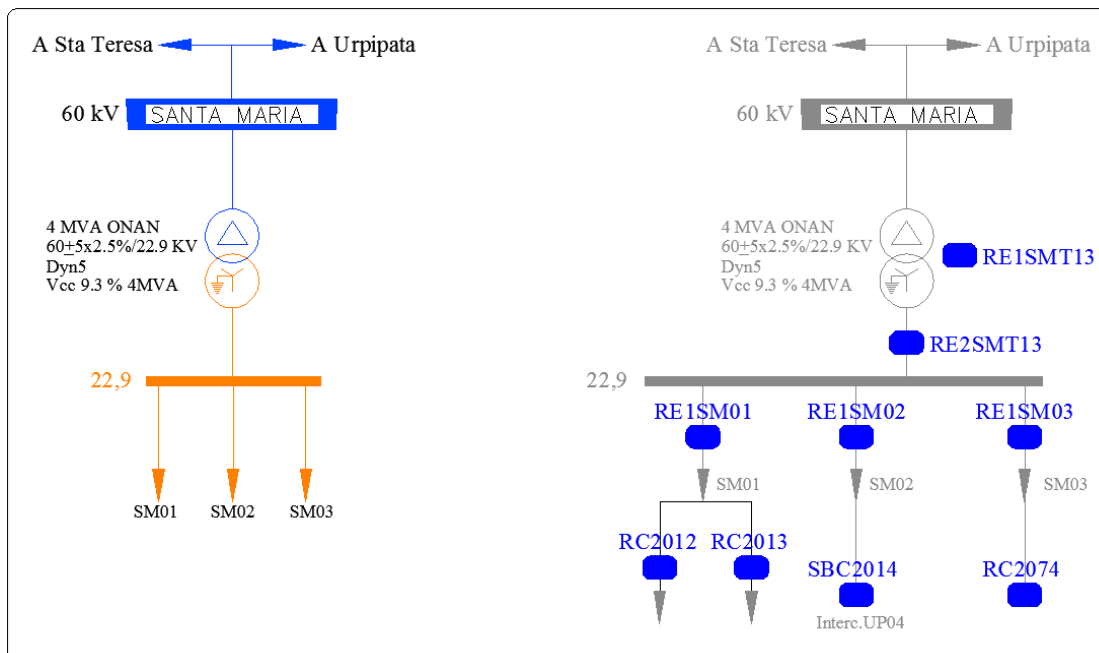 A Sta Teresa
A Urpipata
60 kV
SANTA MARIA
4 MVA ONAN
60±5x2.5%/22.9 KV
Dyn5
Vcc 9.3 % 4MVA
22,9
SM01
SM02
SM03
A Sta Teresa
A Urpipata
60 kV
SANTA MARIA
4 MVA ONAN
60±5x2.5%/22.9 KV
Dyn5
Vcc 9.3 % 4MVA
RE1SMT13
RE2SMT13
22,9
RE1SM01
RE1SM02
RE1SM03
SM01
SM02
SM03
RC2012
RC2013
SBC2014
RC2074
Interc.UP04